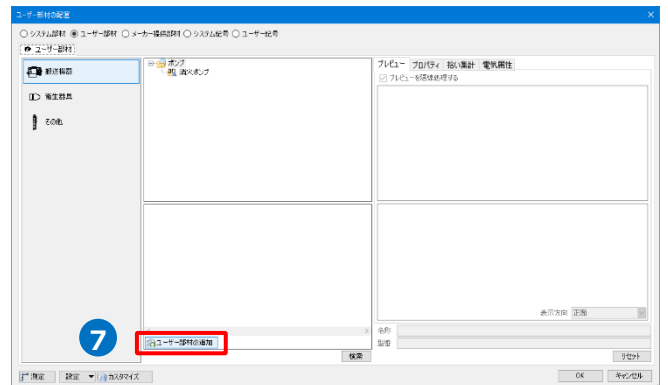 ユーザー部材の配置
システム部材 ユーザー部材 メーカー提供部材 システム記号 ユーザー記号
ユーザー部材
搬送機器
衛生器具
その他
ポンプ
消火ポンプ
プレビュー プロパティ 拾い集計 電気属性
プレビューを隠線処理する
表示方向 正面
7
ユーザー部材の追加
検索
名称
型番
リセット
測定 設定 カスタマイズ
OK キャンセル